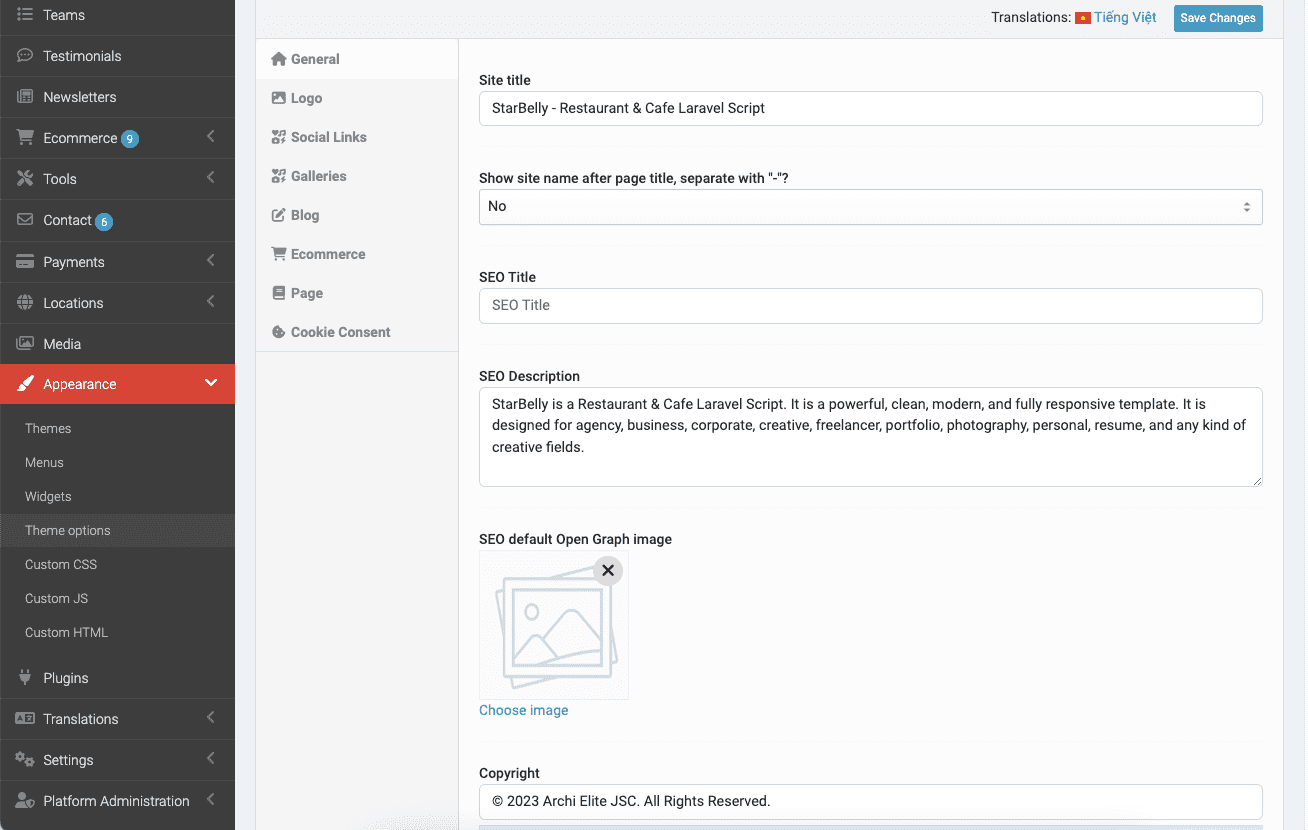 Teams
Testimonials
Newsletters
Ecommerce 9
Tools
Contact 6
Payments
Locations
Media
Appearance
Themes
Menus
Widgets
Theme options
Custom CSS
Custom JS
Custom HTML
Plugins
Translations
Settings
Platform Administration
Translations: Tiếng Việt Save Changes
General
Logo
Social Links
Galleries
Blog
Ecommerce
Page
Cookie Consent
Site title
StarBelly - Restaurant & Cafe Laravel Script
Show site name after page title, separate with "-"?
No
SEO Title
SEO Title
SEO Description
StarBelly is a Restaurant & Cafe Laravel Script. It is a powerful, clean, modern, and fully responsive template. It is
designed for agency, business, corporate, creative, freelancer, portfolio, photography, personal, resume, and any kind of
creative fields.
SEO default Open Graph image
Choose image
Copyright
© 2023 Archi Elite JSC. All Rights Reserved.